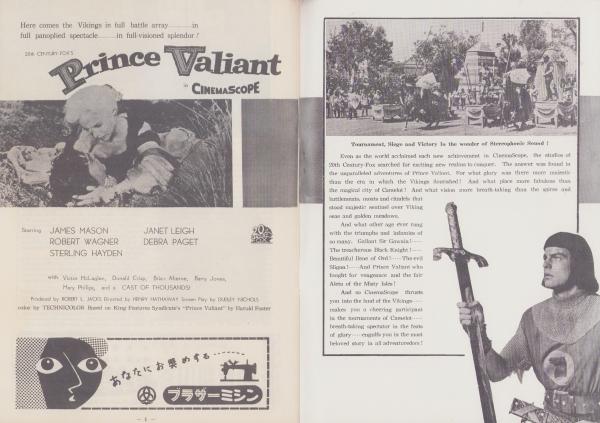 Here comes the Vikings in full battle array..........in
full panoplied spectacle........in full-visioned splendor!
20TH CENTURY-FOX'S
Prince Valiant
in CINEMASCOPE
Starring JAMES MASON JANET LEIGH
ROBERT WAGNER DEBRA PAGET
STERLING HAYDEN
with Victor McLaglen, Donald Crisp, Brian Aherne, Barry Jones,
Mary Philips, and a CAST OF THOUSANDS!
Produced by ROBERT L. JACKS Directed by HENRY HATHAWAY Screen Play by DUDLEY NICHOLS
color by TECHNICOLOR Based on King Features Syndicate's "Prince Valiant" by Harold Foster
あなたにお奨めする……
ブラザーミシン
— 4 —
Tournament, Siege and Victory In the wonder of Stereophonic Sound!
Even as the world acclaimed each new achievement in CinemaScope, the studios of
20th Century-Fox searched for exciting new realms to conquer. The answer was found in
the unparalleled adventures of Prince Valiant. For what glory was there more majestic
than the era in which the Vikings flourished! And what place more fabulous than
the magical city of Camelot! And what vision more breath-taking than the spires and
battlements, moats and citadels that
stood majestic sentinel over Viking
seas and golden meadows.
And what other age ever rang
with the triumphs and infamies of
so many. Gallant Sir Gawain!----
The treacherous Black Knight!----
Beautiful Ilene of Ord!----The evil
Sligon!----And Prince Valiant who
fought for vengeance and the fair
Aleta of the Misty Isles!
And so CinemaScope thrusts
you into the land of the Vikings----
makes you a cheering participant
in the tournaments of Camelot----
breath-taking spectator in the feats
of glory----engulfs you in the most
beloved story in all adventuredom!